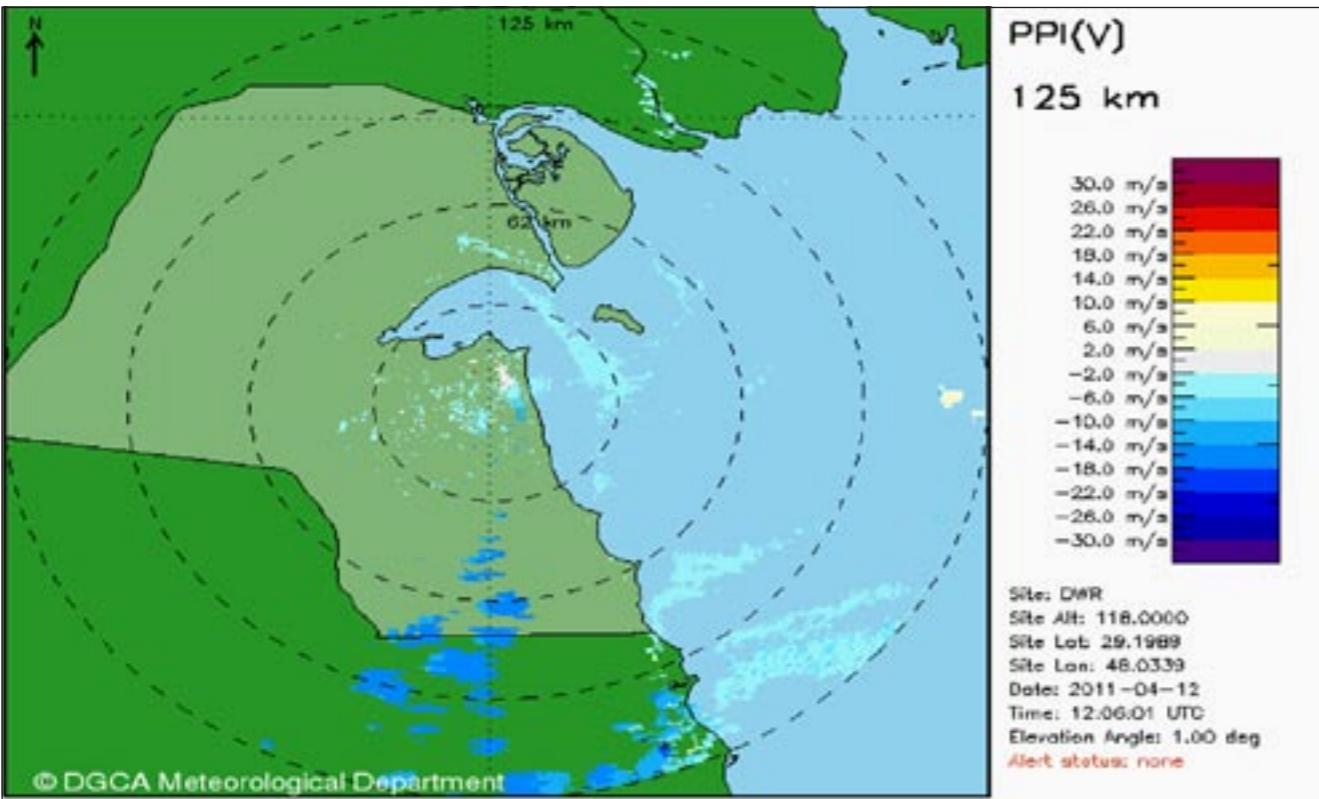 N
125 km
62 km
© DGCA Meteorological Department
PPI(V)
125 km
30.0 m/s
26.0 m/s
22.0 m/s
18.0 m/s
14.0 m/s
10.0 m/s
6.0 m/s
2.0 m/s
-2.0 m/s
-6.0 m/s
-10.0 m/s
-14.0 m/s
-18.0 m/s
-22.0 m/s
-26.0 m/s
-30.0 m/s
Site: DWR
Site Alt: 118.0000
Site Lat: 29.1989
Site Lon: 48.0339
Date: 2011-04-12
Time: 12:06:01 UTC
Elevation Angle: 1.00 deg
Alert status: none